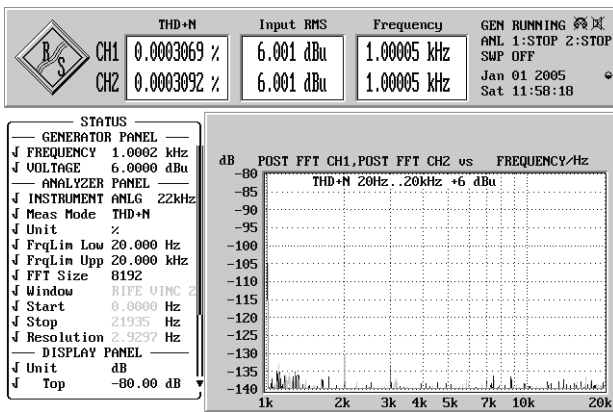 THD+N Input RMS Frequency
R S
CH1 0.0003069 % 6.001 dBu 1.00005 kHz
CH2 0.0003092 % 6.001 dBu 1.00005 kHz
GEN RUNNING
ANL 1:STOP 2:STOP
SWP OFF
Jan 01 2005
Sat 11:58:18
STATUS
GENERATOR PANEL
FREQUENCY 1.0002 kHz
VOLTAGE 6.0000 dBu
ANALYZER PANEL
INSTRUMENT ANLG 22kHz
Meas Mode THD+N
Unit %
FrqLim Low 20.000 Hz
FrqLim Upp 20.000 kHz
FFT Size 8192
Window RIFE VINC 2
Start 0.0000 Hz
Stop 21935 Hz
Resolution 2.9297 Hz
DISPLAY PANEL
Unit dB
Top -80.00 dB
dB POST FFT CH1,POST FFT CH2 vs FREQUENCY/Hz
THD+N 20Hz..20kHz +6 dBu
-80
-85
-90
-95
-100
-105
-110
-115
-120
-125
-130
-135
-140
1k 2k 3k 4k 5k 7k 10k 20k